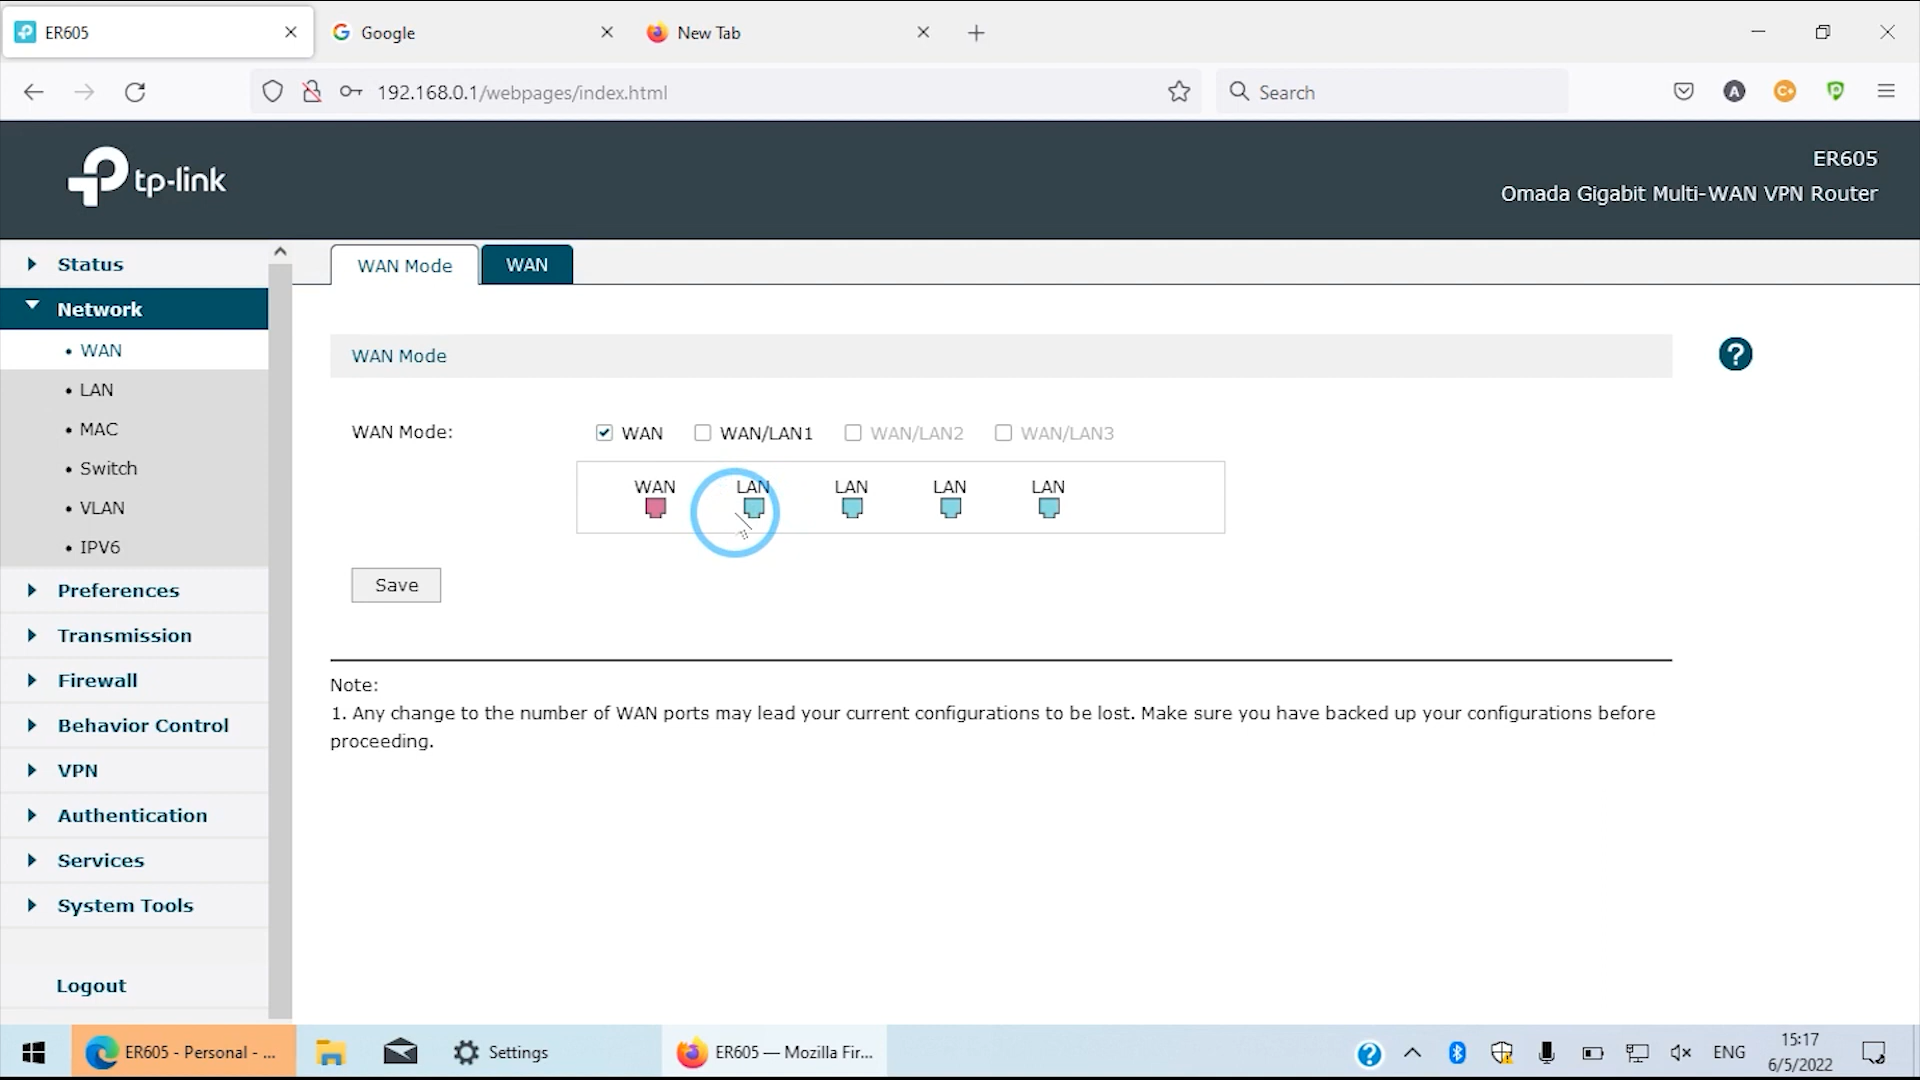 ER605
Google
New Tab
192.168.0.1/webpages/index.html
Search
tp-link
ER605
Omada Gigabit Multi-WAN VPN Router
Status
Network
WAN
LAN
MAC
Switch
VLAN
IPV6
Preferences
Transmission
Firewall
Behavior Control
VPN
Authentication
Services
System Tools
Logout
WAN Mode
WAN
WAN Mode
WAN Mode:
WAN
WAN/LAN1
WAN/LAN2
WAN/LAN3
WAN
LAN
LAN
LAN
LAN
Save
Note:
1. Any change to the number of WAN ports may lead your current configurations to be lost. Make sure you have backed up your configurations before
proceeding.
ER605 - Personal - ...
Settings
ER605 — Mozilla Fir...
ENG
15:17
6/5/2022